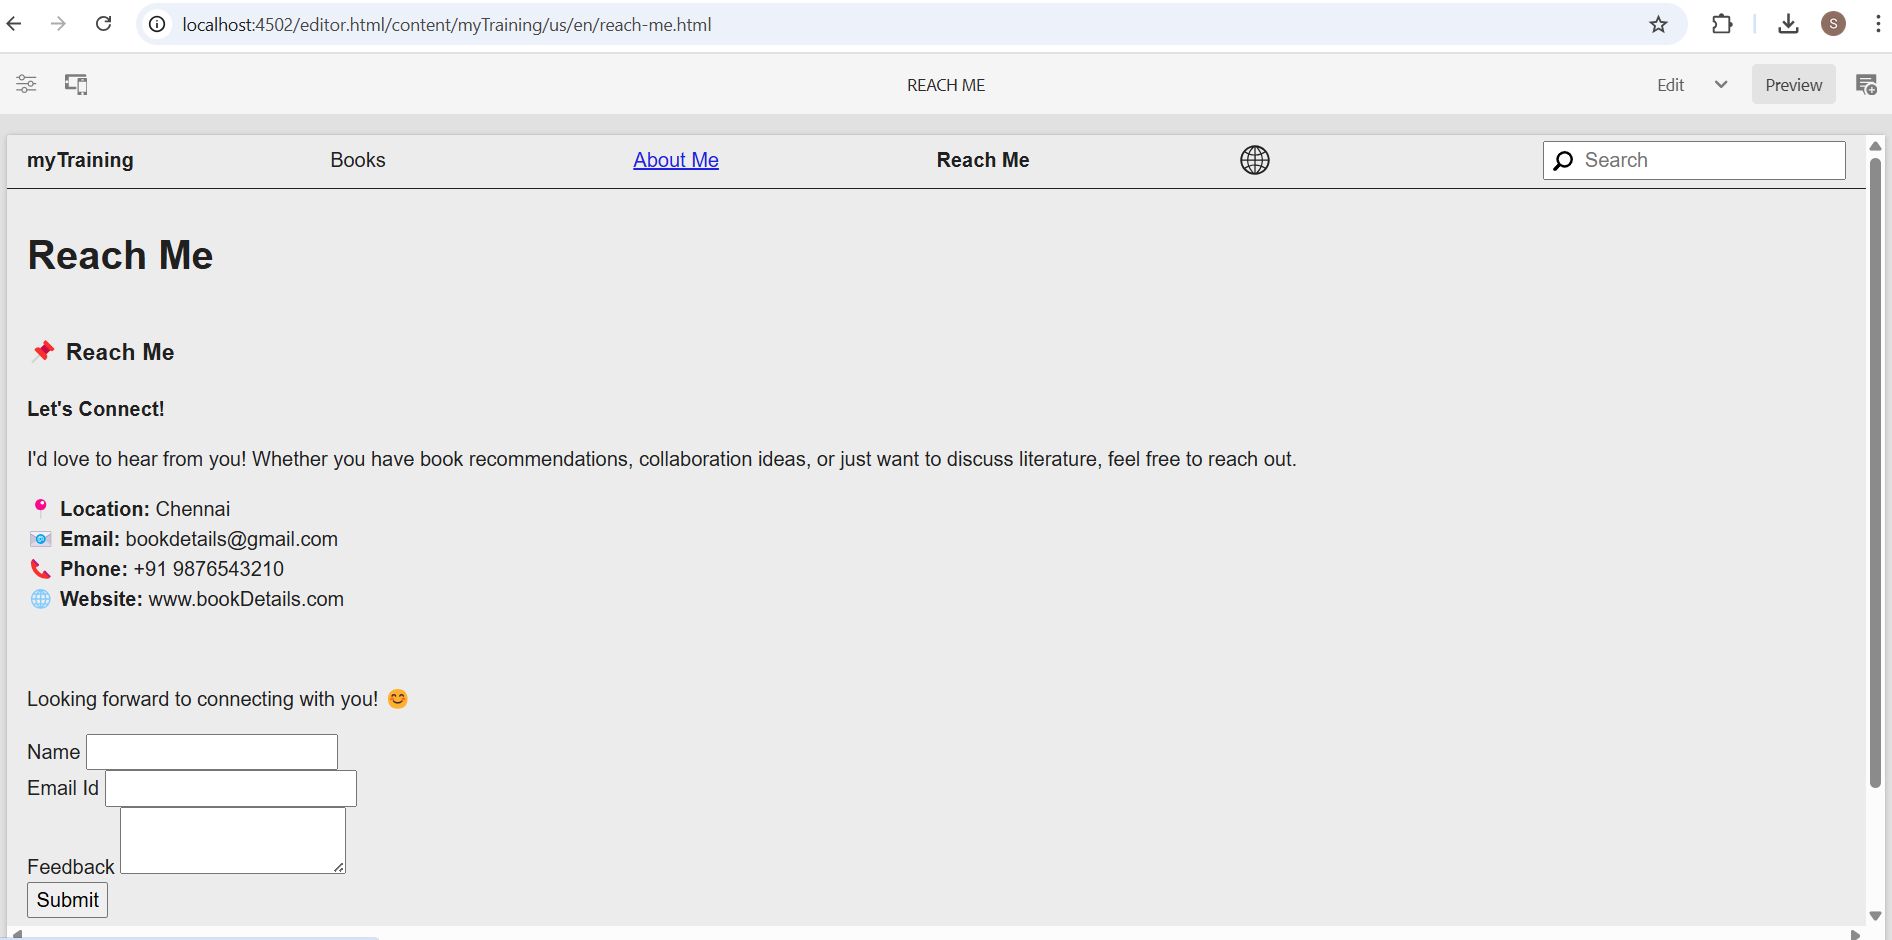 localhost:4502/editor.html/content/myTraining/us/en/reach-me.html
S
REACH ME
Edit
Preview
myTraining
Books
About Me
Reach Me
Search
Reach Me
Reach Me
Let's Connect!
I'd love to hear from you! Whether you have book recommendations, collaboration ideas, or just want to discuss literature, feel free to reach out.
Location: Chennai
Email: bookdetails@gmail.com
Phone: +91 9876543210
Website: www.bookDetails.com
Looking forward to connecting with you! 😊
Name
Email Id
Feedback
Submit